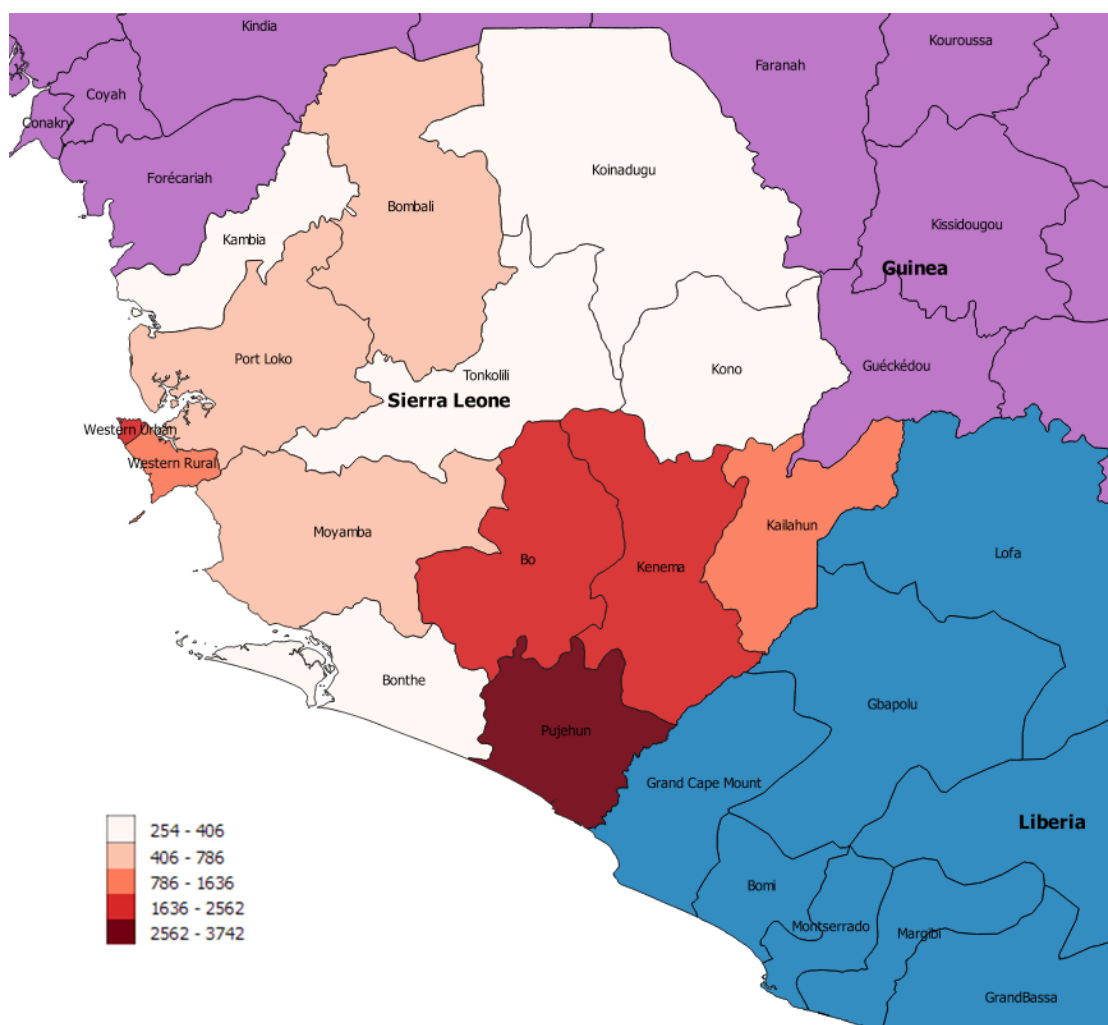 Kindia
Kouroussa
Faranah
Coyah
Conakry
Forécariah
Koinadugu
Bombali
Kissidougou
Kambia
Guinea
Port Loko
Tonkolili
Kono
Guéckédou
Sierra Leone
Western Urban
Western Rural
Moyamba
Bo
Kenema
Kailahun
Lofa
Bonthe
Gbapolu
Pujehun
Grand Cape Mount
Liberia
254 - 406
406 - 786
786 - 1636
1636 - 2562
2562 - 3742
Bomi
Montserrado
Margibi
GrandBassa